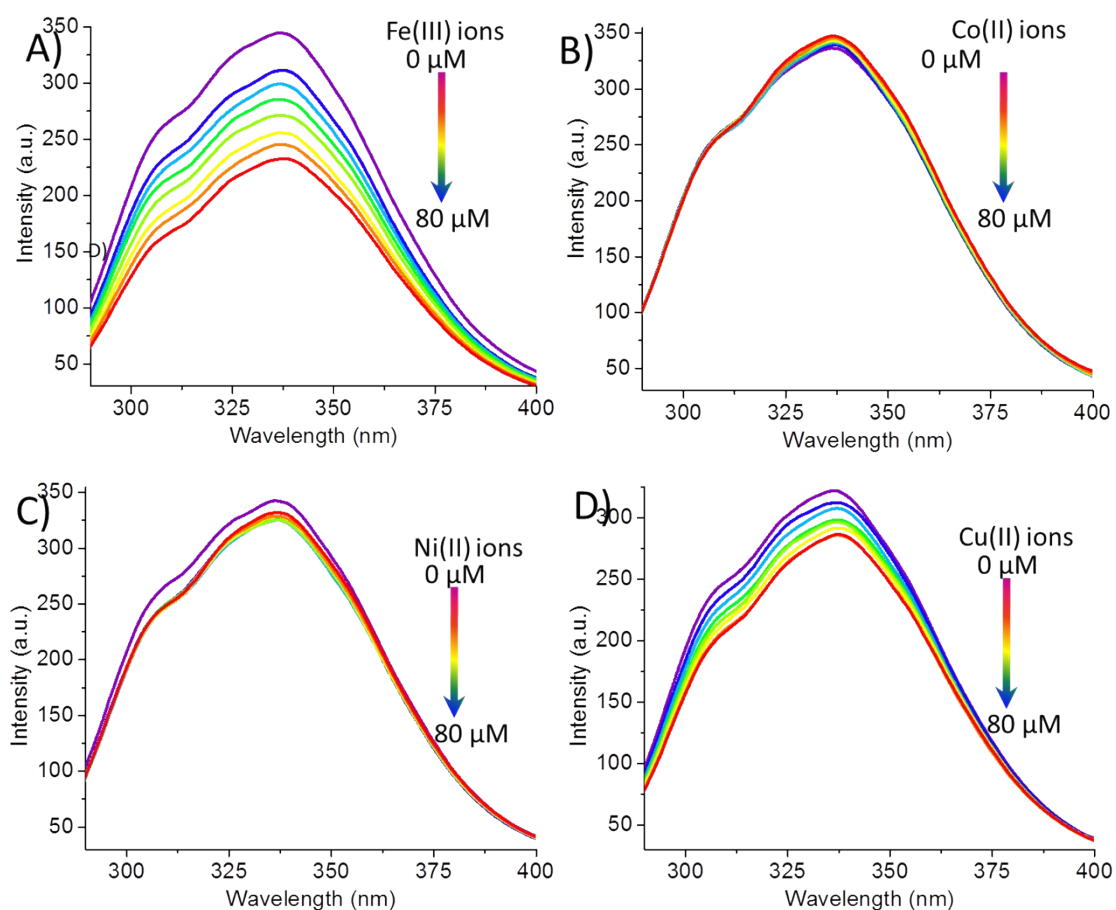 A)
Fe(III) ions
0 µM
80 µM
350
300
250
200
150
100
50
D)
Intensity (a.u.)
300
325
350
375
400
Wavelength (nm)
B)
Co(II) ions
0 µM
80 µM
350
300
250
200
150
100
50
Intensity (a.u.)
300
325
350
375
400
Wavelength (nm)
C)
Ni(II) ions
0 µM
80 µM
350
300
250
200
150
100
50
Intensity (a.u.)
300
325
350
375
400
Wavelength (nm)
D)
Cu(II) ions
0 µM
80 µM
300
250
200
150
100
50
Intensity (a.u.)
300
325
350
375
400
Wavelength (nm)